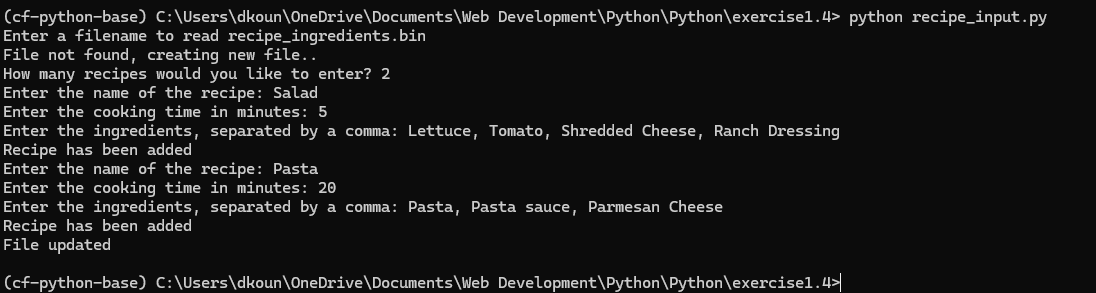 (cf-python-base) C:\Users\dkoun\OneDrive\Documents\Web Development\Python\Python\exercise1.4> python recipe_input.py
Enter a filename to read recipe_ingredients.bin
File not found, creating new file..
How many recipes would you like to enter? 2
Enter the name of the recipe: Salad
Enter the cooking time in minutes: 5
Enter the ingredients, separated by a comma: Lettuce, Tomato, Shredded Cheese, Ranch Dressing
Recipe has been added
Enter the name of the recipe: Pasta
Enter the cooking time in minutes: 20
Enter the ingredients, separated by a comma: Pasta, Pasta sauce, Parmesan Cheese
Recipe has been added
File updated
(cf-python-base) C:\Users\dkoun\OneDrive\Documents\Web Development\Python\Python\exercise1.4>